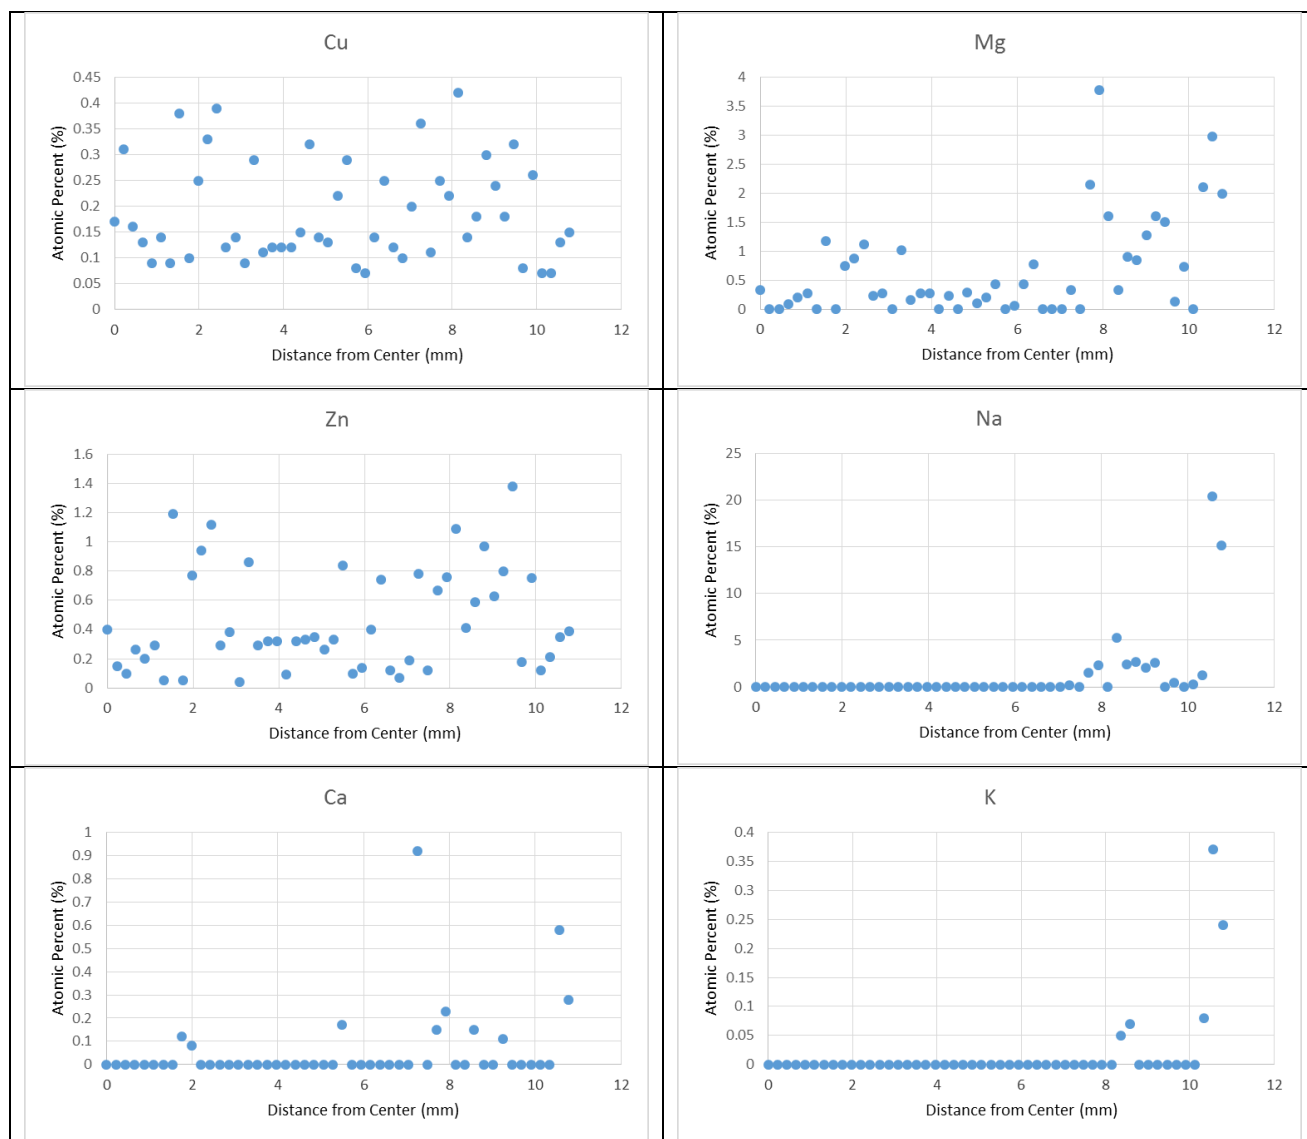 Cu
Atomic Percent (%)
0.45
0.4
0.35
0.3
0.25
0.2
0.15
0.1
0.05
0
0 2 4 6 8 10 12
Distance from Center (mm)
Mg
Atomic Percent (%)
4
3.5
3
2.5
2
1.5
1
0.5
0
0 2 4 6 8 10 12
Distance from Center (mm)
Zn
Atomic Percent (%)
1.6
1.4
1.2
1
0.8
0.6
0.4
0.2
0
0 2 4 6 8 10 12
Distance from Center (mm)
Na
Atomic Percent (%)
25
20
15
10
5
0
0 2 4 6 8 10 12
Distance from Center (mm)
Ca
Atomic Percent (%)
1
0.9
0.8
0.7
0.6
0.5
0.4
0.3
0.2
0.1
0
0 2 4 6 8 10 12
Distance from Center (mm)
K
Atomic Percent (%)
0.4
0.35
0.3
0.25
0.2
0.15
0.1
0.05
0
0 2 4 6 8 10 12
Distance from Center (mm)